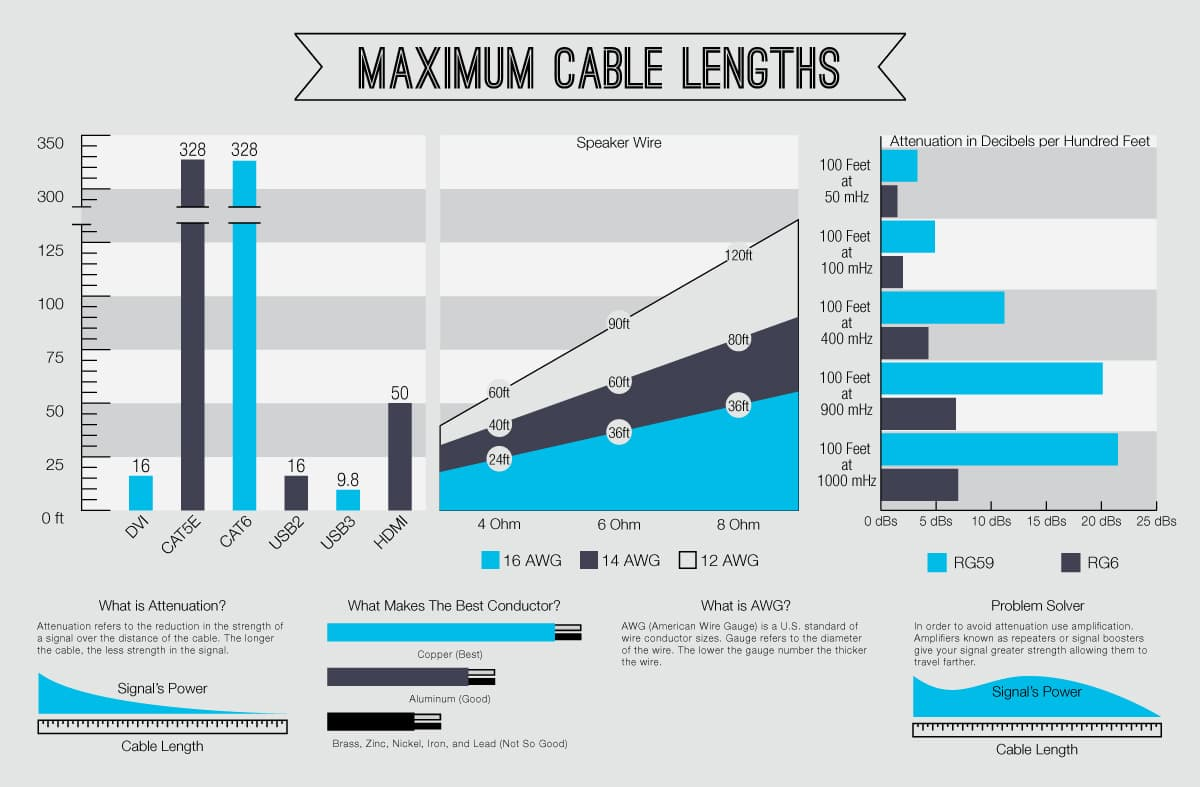 MAXIMUM CABLE LENGTHS
350
300
125
100
75
50
25
0 ft
16
328
328
16
9.8
50
DVI
CAT5E
CAT6
USB2
USB3
HDMI
Speaker Wire
60ft
90ft
120ft
40ft
60ft
80ft
24ft
36ft
36ft
4 Ohm
6 Ohm
8 Ohm
16 AWG
14 AWG
12 AWG
Attenuation in Decibels per Hundred Feet
100 Feet
at
50 mHz
100 Feet
at
100 mHz
100 Feet
at
400 mHz
100 Feet
at
900 mHz
100 Feet
at
1000 mHz
0 dBs
5 dBs
10 dBs
15 dBs
20 dBs
25 dBs
RG59
RG6
What is Attenuation?
Attenuation refers to the reduction in the strength of
a signal over the distance of the cable. The longer
the cable, the less strength in the signal.
Signal's Power
Cable Length
What Makes The Best Conductor?
Copper (Best)
Aluminum (Good)
Brass, Zinc, Nickel, Iron, and Lead (Not So Good)
What is AWG?
AWG (American Wire Gauge) is a U.S. standard of
wire conductor sizes. Gauge refers to the diameter
of the wire. The lower the gauge number the thicker
the wire.
Problem Solver
In order to avoid attenuation use amplification.
Amplifiers known as repeaters or signal boosters
give your signal greater strength allowing them to
travel farther.
Signal's Power
Cable Length